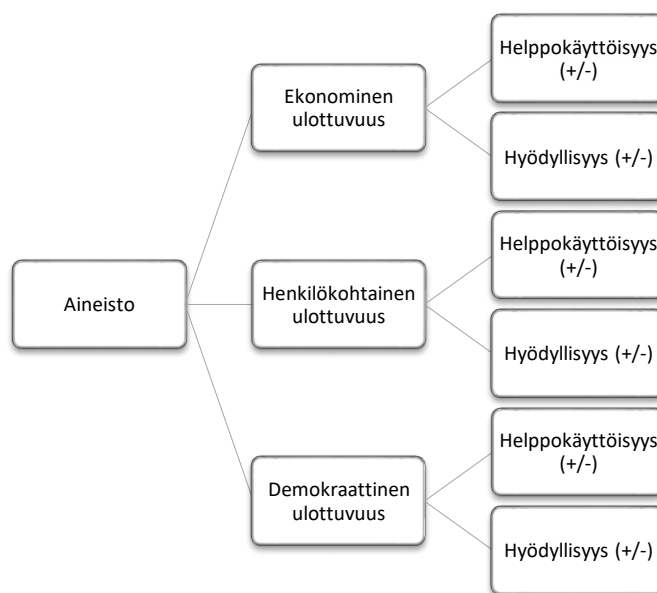 Aineisto
Ekonominen
ulottuvuus
Helppokäyttöisyys
(+/-)
Hyödyllisyys (+/-)
Henkilökohtainen
ulottuvuus
Helppokäyttöisyys
(+/-)
Hyödyllisyys (+/-)
Demokraattinen
ulottuvuus
Helppokäyttöisyys
(+/-)
Hyödyllisyys (+/-)